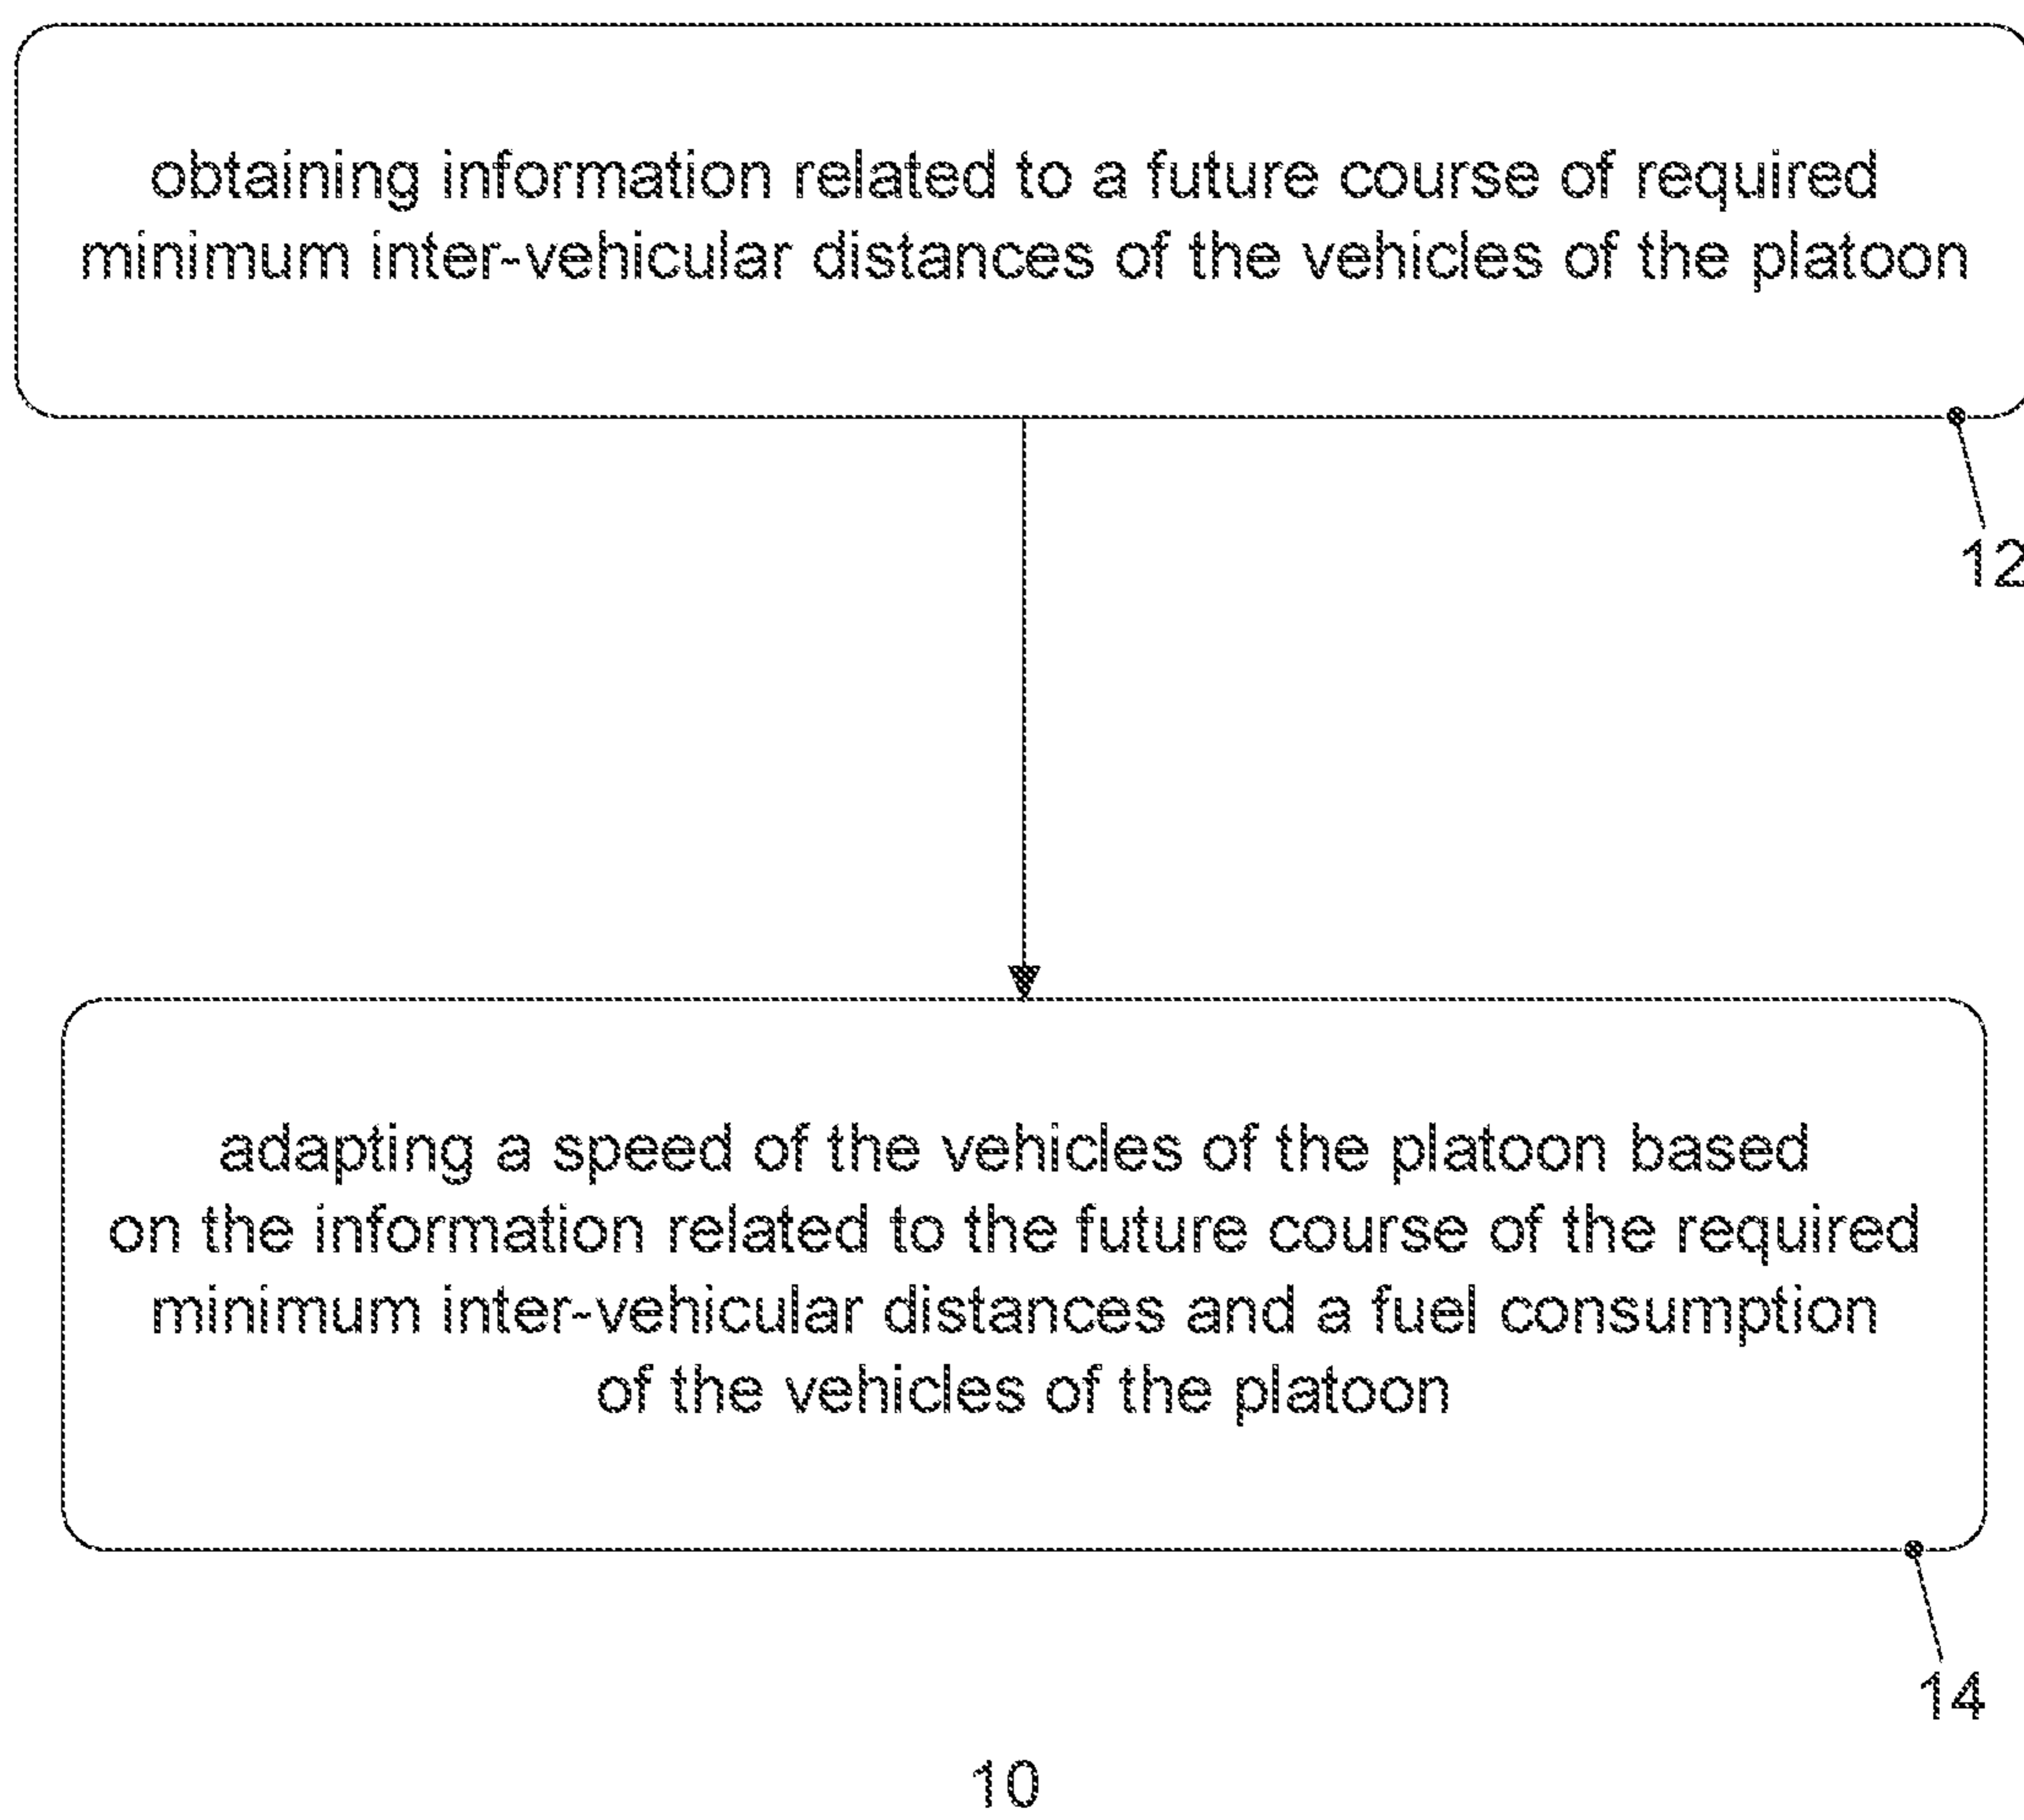 obtaining information related to a future course of required
minimum inter-vehicular distances of the vehicles of the platoon
12
adapting a speed of the vehicles of the platoon based
on the information related to the future course of the required
minimum inter-vehicular distances and a fuel consumption
of the vehicles of the platoon
14
10